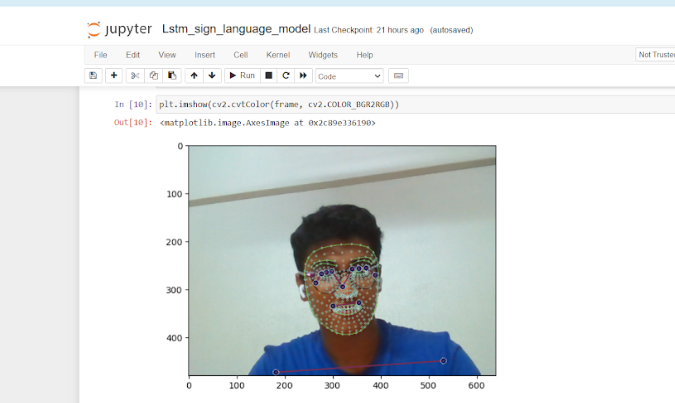 jupyter Lstm_sign_language_model Last Checkpoint: 21 hours ago (autosaved)
File Edit View Insert Cell Kernel Widgets Help
Not Truste
Run Code
In [10]: plt.imshow(cv2.cvtColor(frame, cv2.COLOR_BGR2RGB))
Out[10]: <matplotlib.image.AxesImage at 0x2c89e336190>
0
100
200
300
400
0 100 200 300 400 500 600